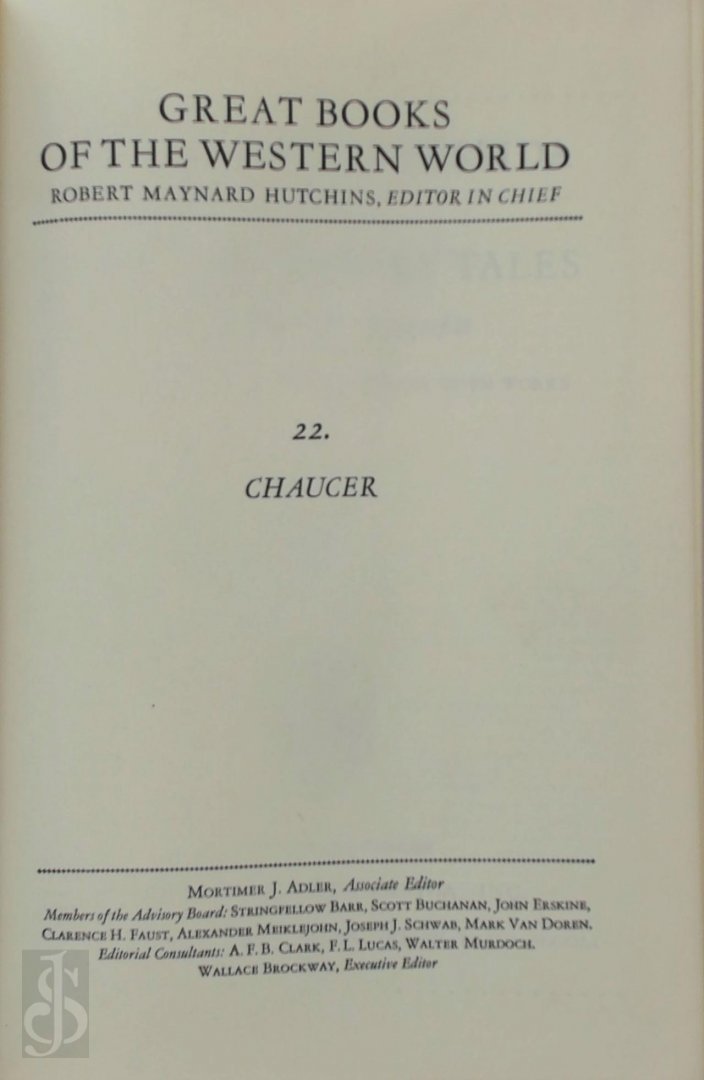 GREAT BOOKS
OF THE WESTERN WORLD
ROBERT MAYNARD HUTCHINS, EDITOR IN CHIEF
TALES
22.
CHAUCER
MORTIMER J. ADLER, Associate Editor
Members of the Advisory Board: STRINGFELLOW BARR, SCOTT BUCHANAN, JOHN ERSKINE,
CLARENCE H. FAUST, ALEXANDER MEIKLEJOHN, JOSEPH J. SCHWAB, MARK VAN DOREN.
Editorial Consultants: A. F. B. CLARK, F. L. LUCAS, WALTER MURDOCH.
WALLACE BROCKWAY, Executive Editor